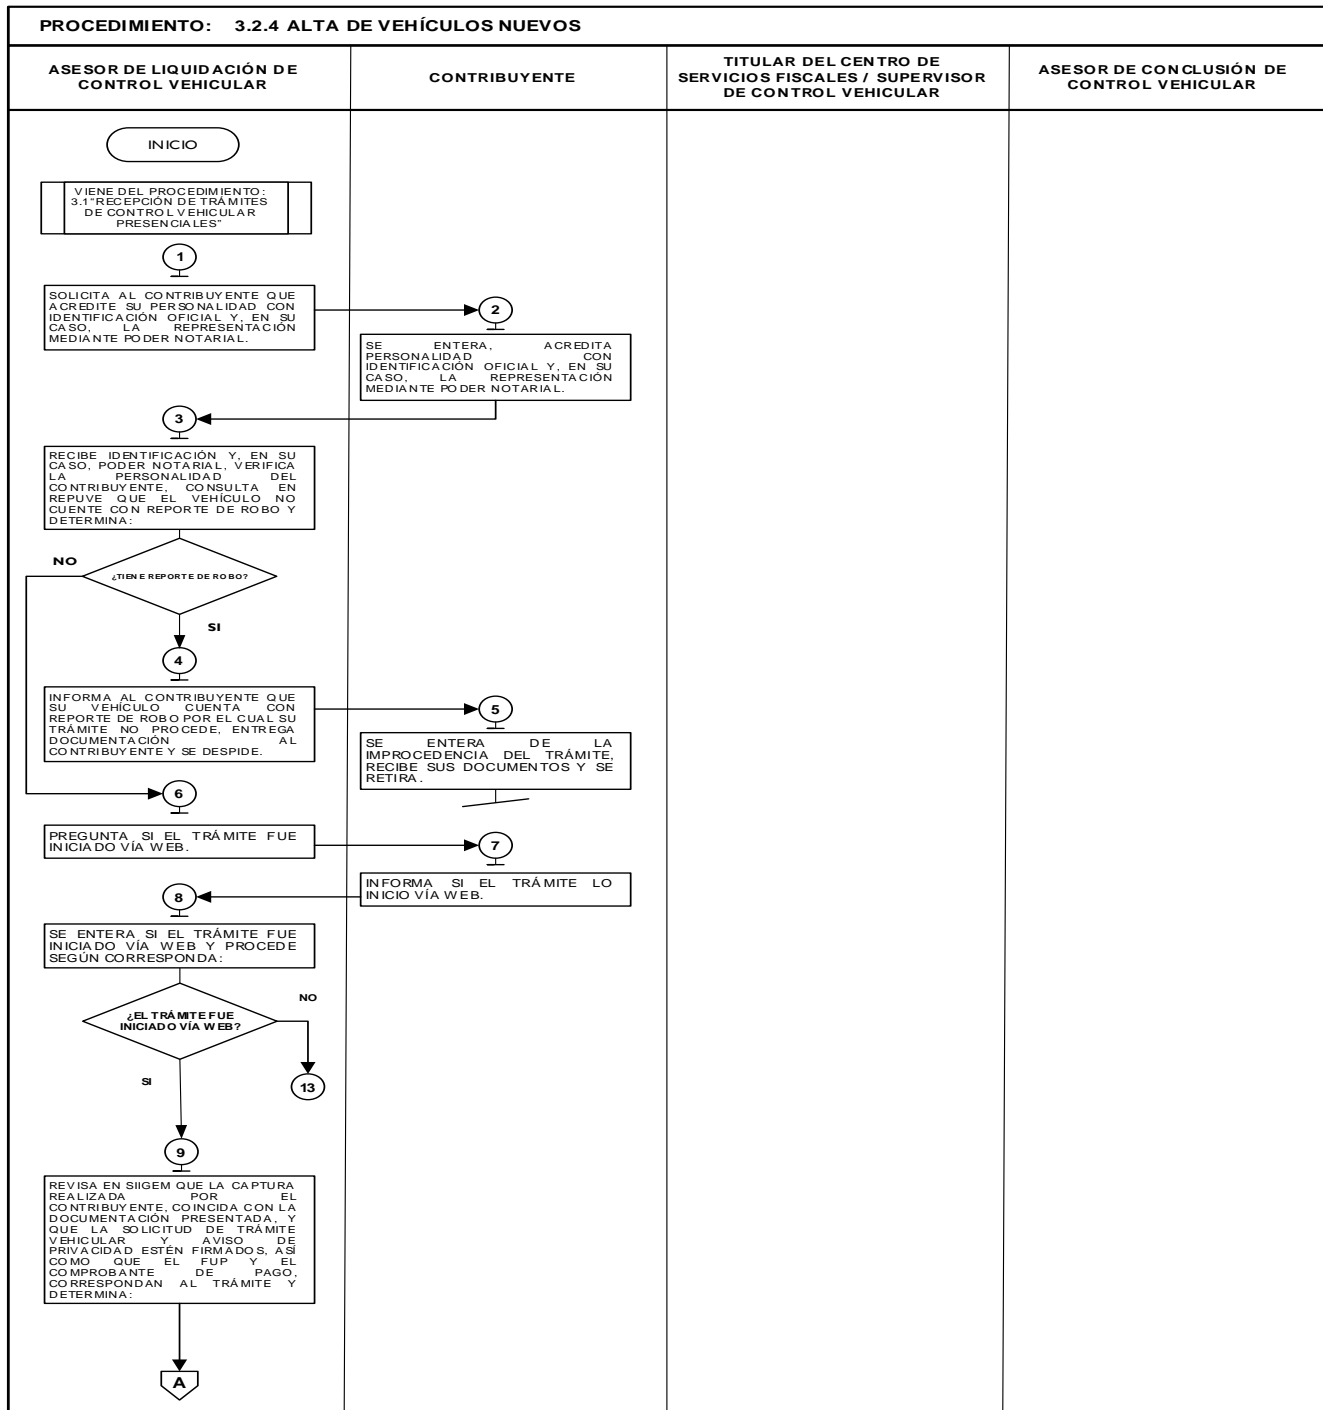 PROCEDIMIENTO: 3.2.4 ALTA DE VEHÍCULOS NUEVOS
ASESOR DE LIQUIDACIÓN DE
CONTROL VEHICULAR
CONTRIBUYENTE
TITULAR DEL CENTRO DE
SERVICIOS FISCALES / SUPERVISOR
DE CONTROL VEHICULAR
ASESOR DE CONCLUSIÓN DE
CONTROL VEHICULAR
INICIO
VIENE DEL PROCEDIMIENTO:
3.1"RECEPCIÓN DE TRÁMITES
DE CONTROL VEHICULAR
PRESENCIALES"
1
SOLICITA AL CONTRIBUYENTE QUE
ACREDITE SU PERSONALIDAD CON
IDENTIFICACIÓN OFICIAL Y, EN SU
CASO, LA REPRESENTACIÓN
MEDIANTE PODER NOTARIAL.
2
SE ENTERA, ACREDITA
PERSONALIDAD CON
IDENTIFICACIÓN OFICIAL Y, EN SU
CASO, LA REPRESENTACIÓN
MEDIANTE PODER NOTARIAL.
3
RECIBE IDENTIFICACIÓN Y, EN SU
CASO, PODER NOTARIAL, VERIFICA
LA PERSONALIDAD DEL
CONTRIBUYENTE, CONSULTA EN
REPUVE QUE EL VEHÍCULO NO
CUENTE CON REPORTE DE ROBO Y
DETERMINA:
NO
¿TIENE REPORTE DE ROBO?
SI
4
INFORMA AL CONTRIBUYENTE QUE
SU VEHÍCULO CUENTA CON
REPORTE DE ROBO POR EL CUAL SU
TRÁMITE NO PROCEDE, ENTREGA
DOCUMENTACIÓN AL
CONTRIBUYENTE Y SE DESPIDE.
5
SE ENTERA DE LA
IMPROCEDENCIA DEL TRÁMITE,
RECIBE SUS DOCUMENTOS Y SE
RETIRA.
6
PREGUNTA SI EL TRÁMITE FUE
INICIADO VÍA WEB.
7
INFORMA SI EL TRÁMITE LO
INICIO VÍA WEB.
8
SE ENTERA SI EL TRÁMITE FUE
INICIADO VÍA WEB Y PROCEDE
SEGÚN CORRESPONDA:
NO
¿EL TRÁMITE FUE
INICIADO VÍA WEB?
SI
13
9
REVISA EN SIIGEM QUE LA CAPTURA
REALIZADA POR EL
CONTRIBUYENTE, COINCIDA CON LA
DOCUMENTACIÓN PRESENTADA, Y
QUE LA SOLICITUD DE TRÁMITE
VEHICULAR Y AVISO DE
PRIVACIDAD ESTÉN FIRMADOS, ASÍ
COMO QUE EL FUP Y EL
COMPROBANTE DE PAGO,
CORRESPONDAN AL TRÁMITE Y
DETERMINA:
A